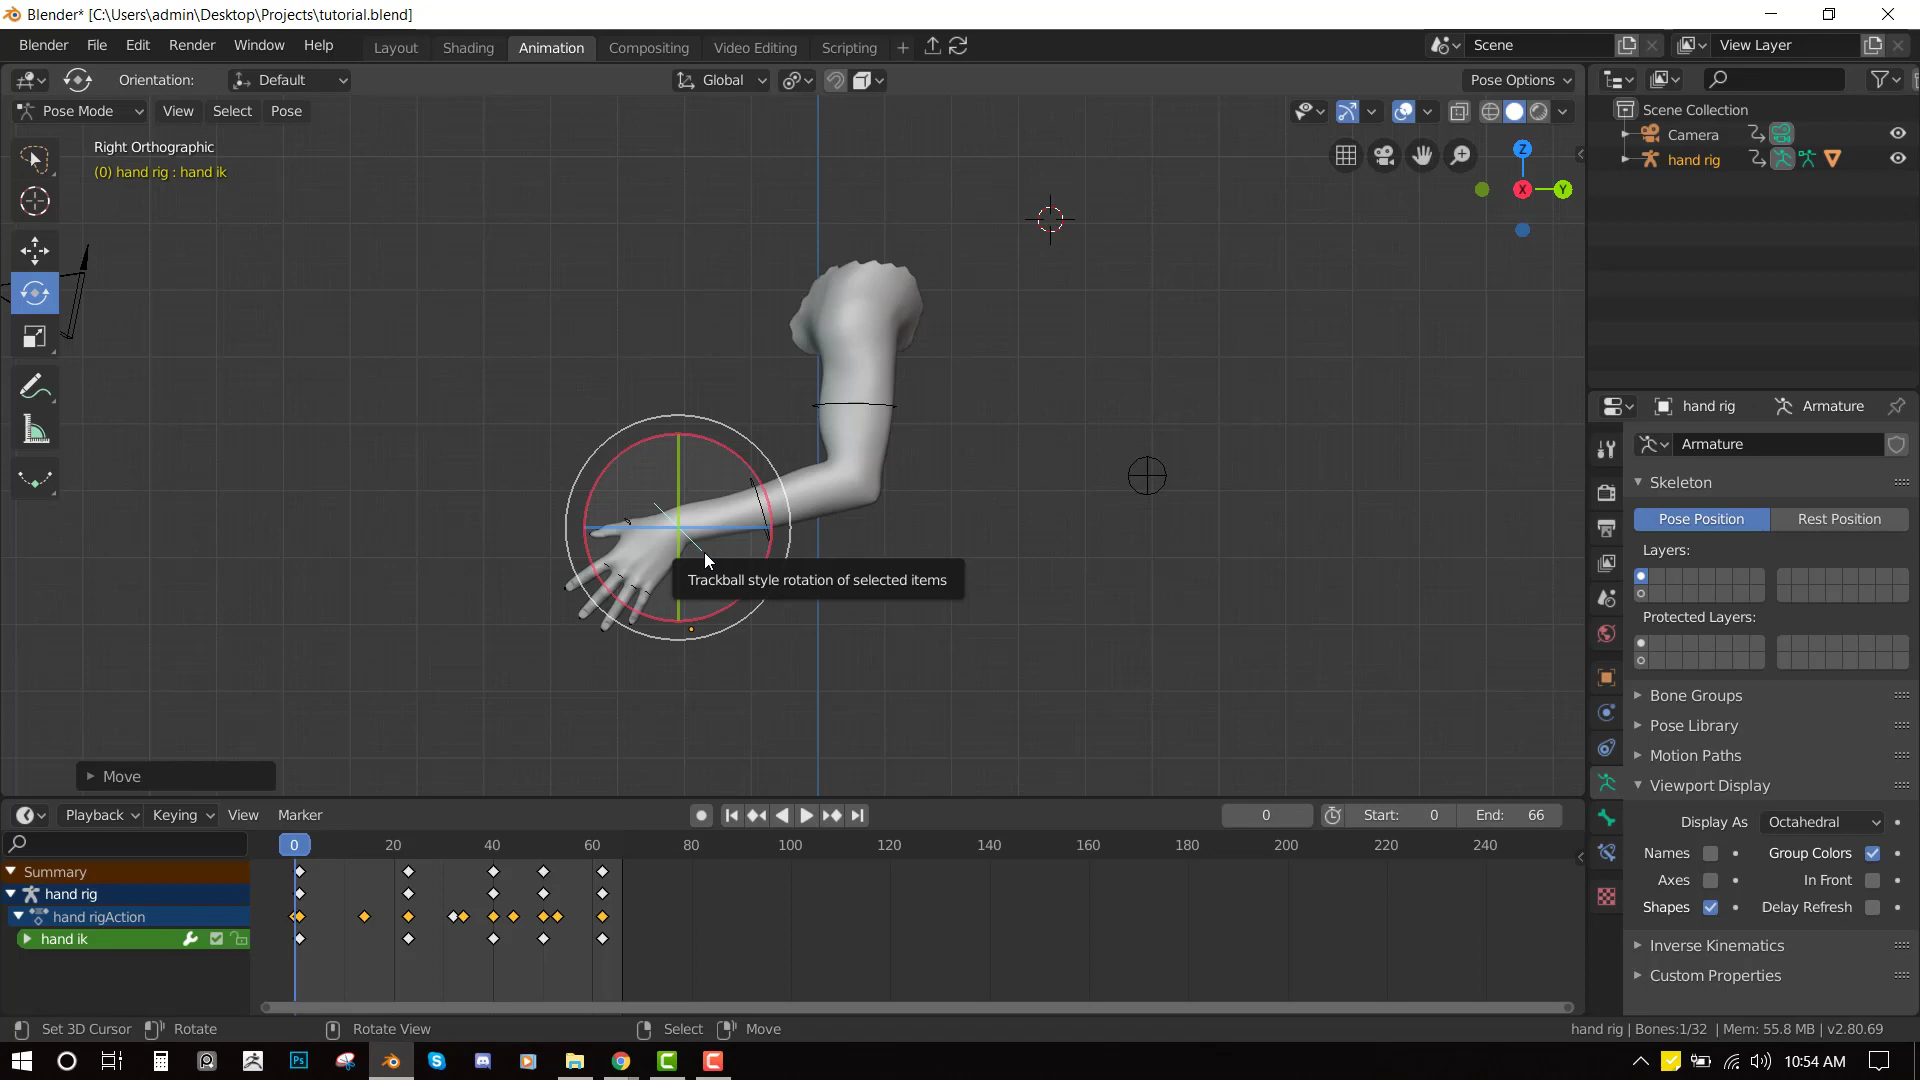 Blender* [C:\Users\admin\Desktop\Projects\tutorial.blend]
Blender File Edit Render Window Help Layout Shading Animation Compositing Video Editing Scripting Scene View Layer
Orientation: Default Global Pose Options
Pose Mode View Select Pose
Right Orthographic
(0) hand rig : hand ik
Z
X
Y
Trackball style rotation of selected items
Move
Scene Collection
Camera
hand rig
hand rig Armature
Armature
Skeleton
Pose Position Rest Position
Layers:
Protected Layers:
Bone Groups
Pose Library
Motion Paths
Viewport Display
Display As Octahedral
Names Group Colors
Axes In Front
Shapes Delay Refresh
Inverse Kinematics
Custom Properties
Playback Keying View Marker 0 Start: 0 End: 66
0 20 40 60 80 100 120 140 160 180 200 220 240
Summary
hand rig
hand rigAction
hand ik
Set 3D Cursor Rotate Rotate View Select Move hand rig | Bones:1/32 | Mem: 55.8 MB | v2.80.69
Ps
10:54 AM